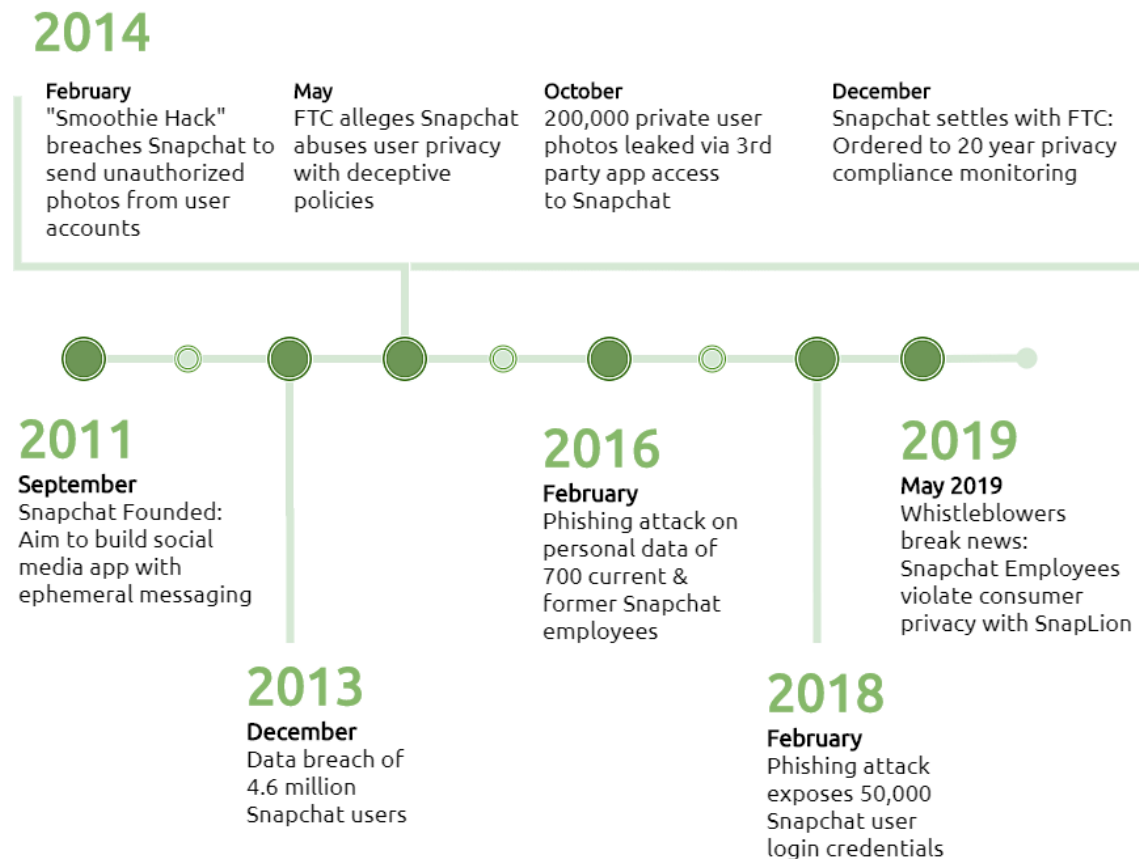 2014
February
"Smoothie Hack"
breaches Snapchat to
send unauthorized
photos from user
accounts
May
FTC alleges Snapchat
abuses user privacy
with deceptive
policies
October
200,000 private user
photos leaked via 3rd
party app access
to Snapchat
December
Snapchat settles with FTC:
Ordered to 20 year privacy
compliance monitoring
2011
September
Snapchat Founded:
Aim to build social
media app with
ephemeral messaging
2013
December
Data breach of
4.6 million
Snapchat users
2016
February
Phishing attack on
personal data of
700 current &
former Snapchat
employees
2018
February
Phishing attack
exposes 50,000
Snapchat user
login credentials
2019
May 2019
Whistleblowers
break news:
Snapchat Employees
violate consumer
privacy with SnapLion